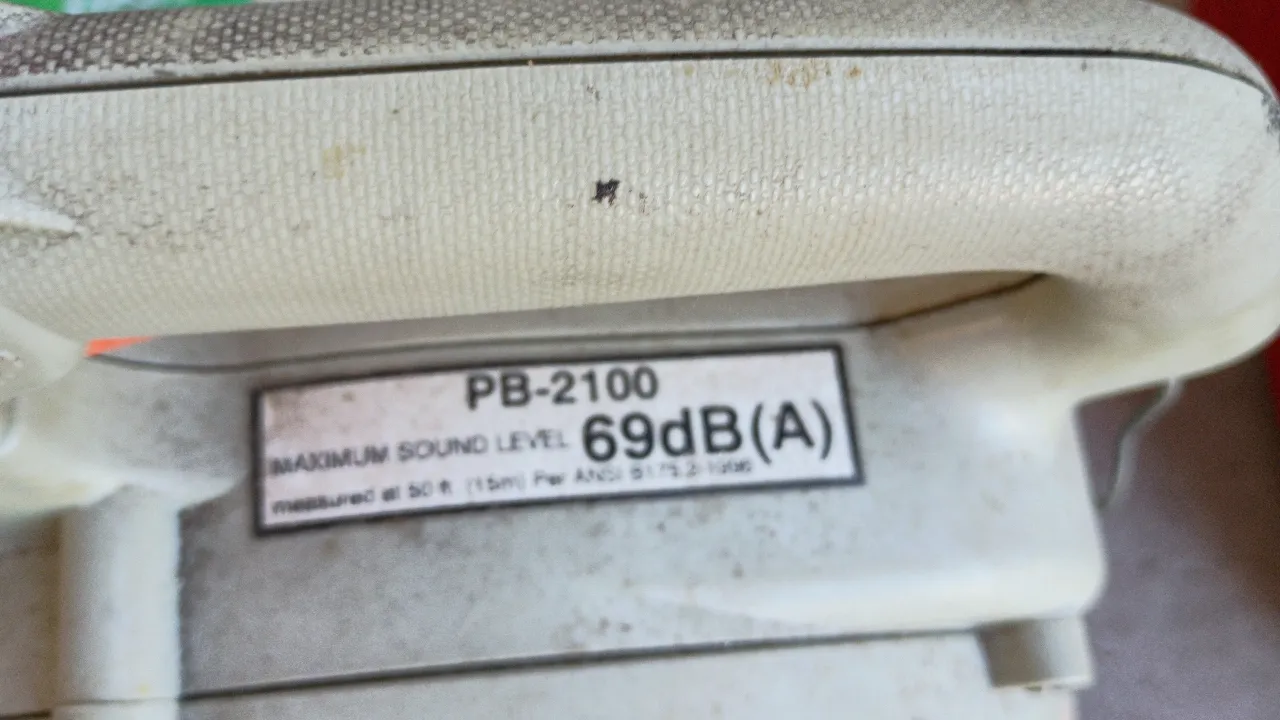 PB-2100
MAXIMUM SOUND LEVEL 69dB(A)
measured at 50 ft. (15m) Per ANSI B175.2-1996